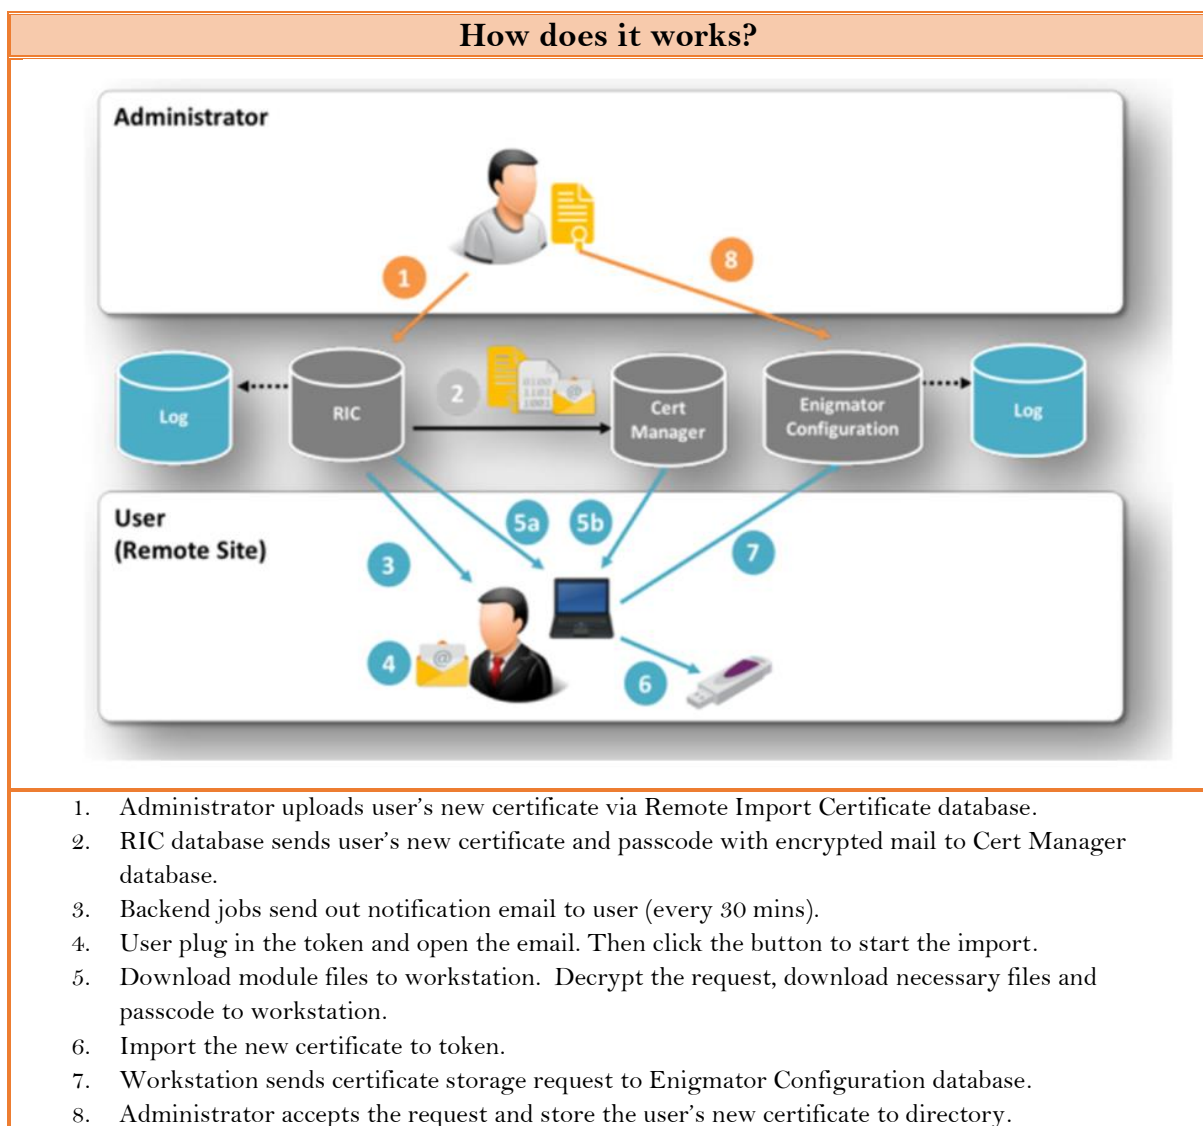 How does it works?
Administrator
1
8
Log
RIC
2
0100
1101
1001
@
Cert
Manager
Enigmator
Configuration
Log
User
(Remote Site)
3
5a
5b
7
4
@
6
1. Administrator uploads user’s new certificate via Remote Import Certificate database.
2. RIC database sends user’s new certificate and passcode with encrypted mail to Cert Manager
database.
3. Backend jobs send out notification email to user (every 30 mins).
4. User plug in the token and open the email. Then click the button to start the import.
5. Download module files to workstation. Decrypt the request, download necessary files and
passcode to workstation.
6. Import the new certificate to token.
7. Workstation sends certificate storage request to Enigmator Configuration database.
8. Administrator accepts the request and store the user’s new certificate to directory.